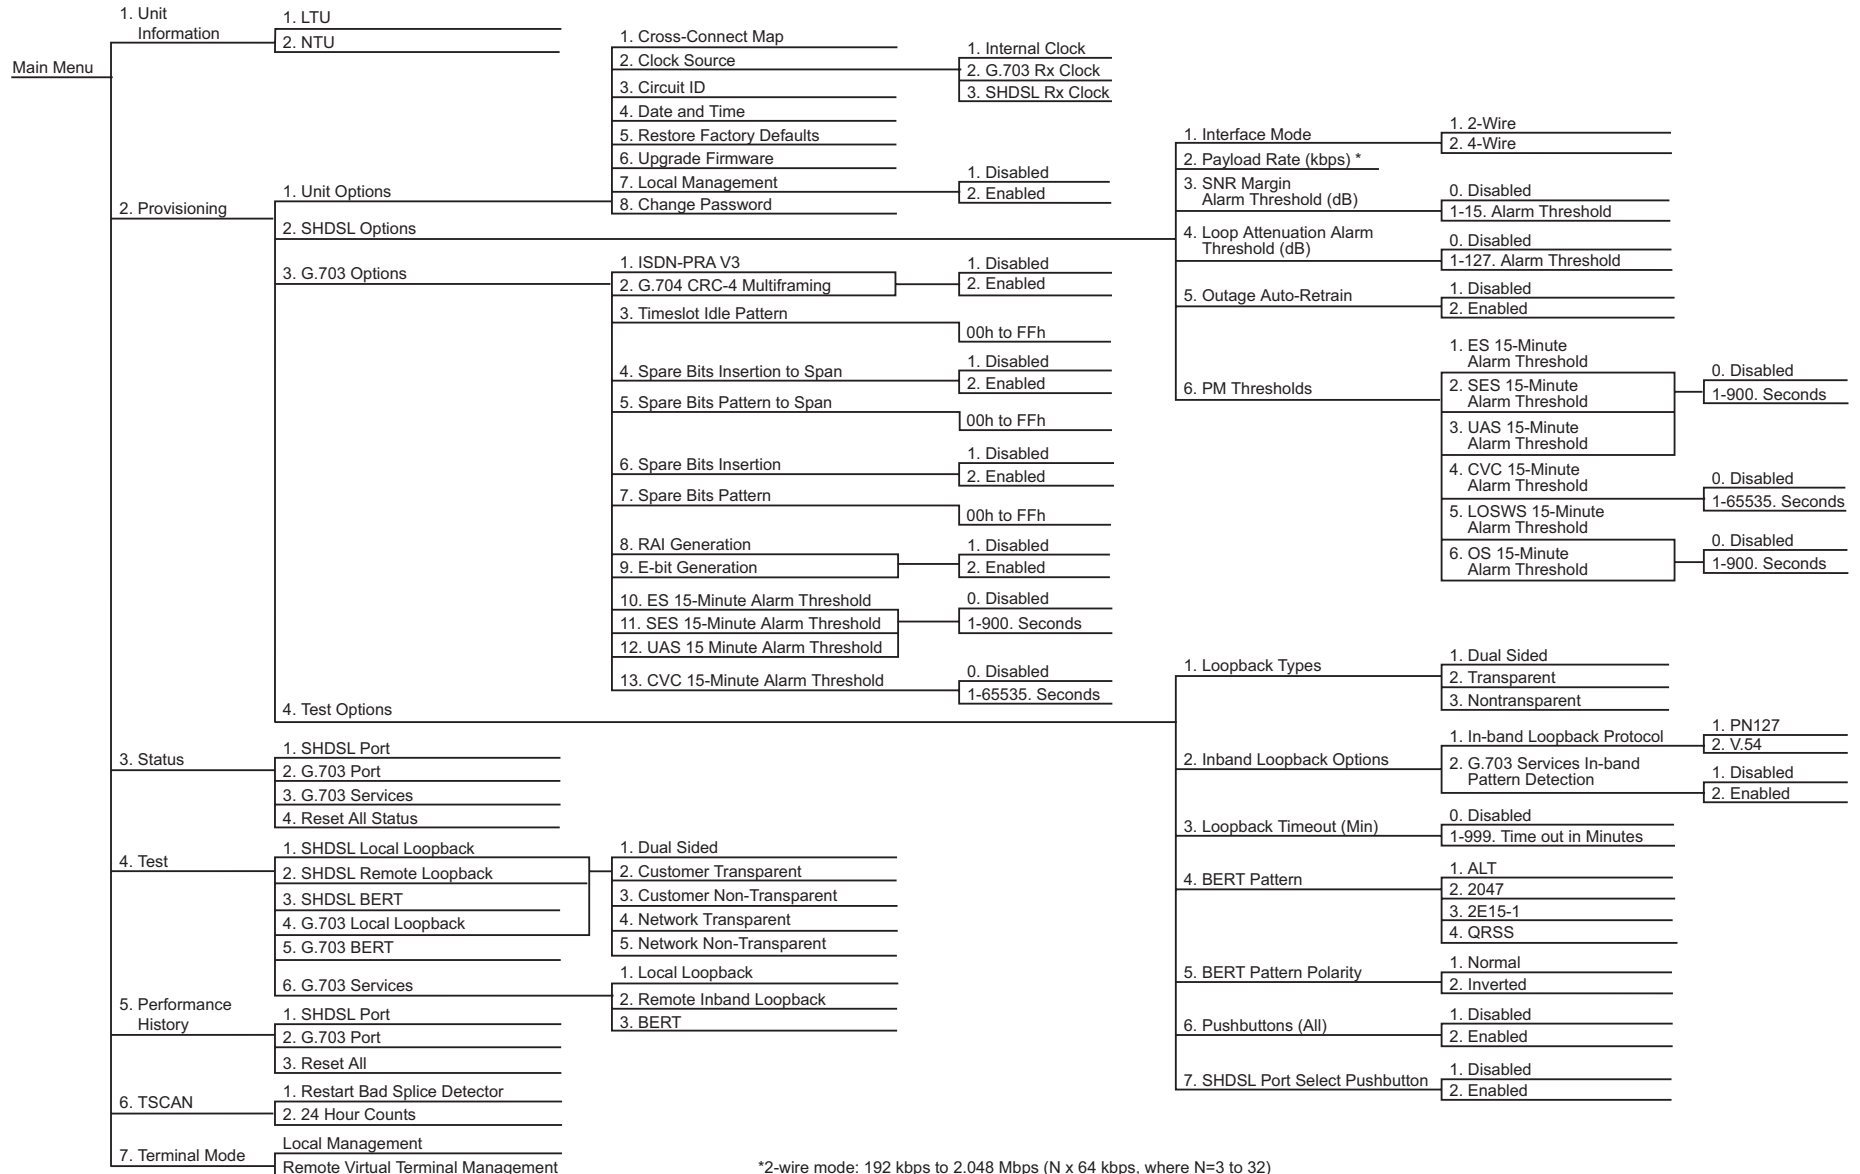 Main Menu
1. Unit
Information
1. LTU
2. NTU
2. Provisioning
1. Unit Options
1. Cross-Connect Map
2. Clock Source
1. Internal Clock
2. G.703 Rx Clock
3. SHDSL Rx Clock
3. Circuit ID
4. Date and Time
5. Restore Factory Defaults
6. Upgrade Firmware
7. Local Management
1. Disabled
2. Enabled
8. Change Password
2. SHDSL Options
1. Interface Mode
1. 2-Wire
2. 4-Wire
2. Payload Rate (kbps) *
3. SNR Margin
Alarm Threshold (dB)
0. Disabled
1-15. Alarm Threshold
4. Loop Attenuation Alarm
Threshold (dB)
0. Disabled
1-127. Alarm Threshold
5. Outage Auto-Retrain
1. Disabled
2. Enabled
6. PM Thresholds
1. ES 15-Minute
Alarm Threshold
2. SES 15-Minute
Alarm Threshold
3. UAS 15-Minute
Alarm Threshold
0. Disabled
1-900. Seconds
4. CVC 15-Minute
Alarm Threshold
0. Disabled
1-65535. Seconds
5. LOSWS 15-Minute
Alarm Threshold
6. OS 15-Minute
Alarm Threshold
0. Disabled
1-900. Seconds
3. G.703 Options
1. ISDN-PRA V3
2. G.704 CRC-4 Multiframing
1. Disabled
2. Enabled
3. Timeslot Idle Pattern
00h to FFh
4. Spare Bits Insertion to Span
1. Disabled
2. Enabled
5. Spare Bits Pattern to Span
00h to FFh
6. Spare Bits Insertion
1. Disabled
2. Enabled
7. Spare Bits Pattern
00h to FFh
8. RAI Generation
9. E-bit Generation
1. Disabled
2. Enabled
10. ES 15-Minute Alarm Threshold
11. SES 15-Minute Alarm Threshold
12. UAS 15 Minute Alarm Threshold
0. Disabled
1-900. Seconds
13. CVC 15-Minute Alarm Threshold
0. Disabled
1-65535. Seconds
4. Test Options
1. Loopback Types
1. Dual Sided
2. Transparent
3. Nontransparent
2. Inband Loopback Options
1. In-band Loopback Protocol
1. PN127
2. V.54
2. G.703 Services In-band
Pattern Detection
1. Disabled
2. Enabled
3. Loopback Timeout (Min)
0. Disabled
1-999. Time out in Minutes
4. BERT Pattern
1. ALT
2. 2047
3. 2E15-1
4. QRSS
5. BERT Pattern Polarity
1. Normal
2. Inverted
6. Pushbuttons (All)
1. Disabled
2. Enabled
7. SHDSL Port Select Pushbutton
1. Disabled
2. Enabled
3. Status
1. SHDSL Port
2. G.703 Port
3. G.703 Services
4. Reset All Status
4. Test
1. SHDSL Local Loopback
2. SHDSL Remote Loopback
3. SHDSL BERT
4. G.703 Local Loopback
5. G.703 BERT
1. Dual Sided
2. Customer Transparent
3. Customer Non-Transparent
4. Network Transparent
5. Network Non-Transparent
6. G.703 Services
1. Local Loopback
2. Remote Inband Loopback
3. BERT
5. Performance
History
1. SHDSL Port
2. G.703 Port
3. Reset All
6. TSCAN
1. Restart Bad Splice Detector
2. 24 Hour Counts
7. Terminal Mode
Local Management
Remote Virtual Terminal Management
*2-wire mode: 192 kbps to 2.048 Mbps (N x 64 kbps, where N=3 to 32)